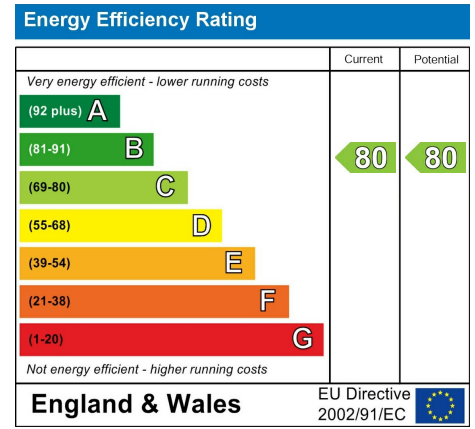 Energy Efficiency Rating
Current Potential
Very energy efficient - lower running costs
(92 plus) A
(81-91) B
80 80
(69-80) C
(55-68) D
(39-54) E
(21-38) F
(1-20) G
Not energy efficient - higher running costs
England & Wales
EU Directive
2002/91/EC